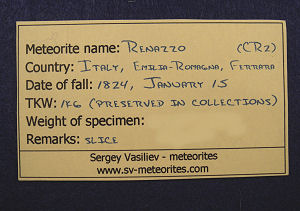 Meteorite name: RENAZZO (CR2)
Country: ITALY, EMILIA-ROMAGNA, FERRARA
Date of fall: 1824, JANUARY 15
TKW: 1KG (PRESERVED IN COLLECTIONS)
Weight of specimen:
Remarks: SLICE
Sergey Vasiliev - meteorites
www.sv-meteorites.com